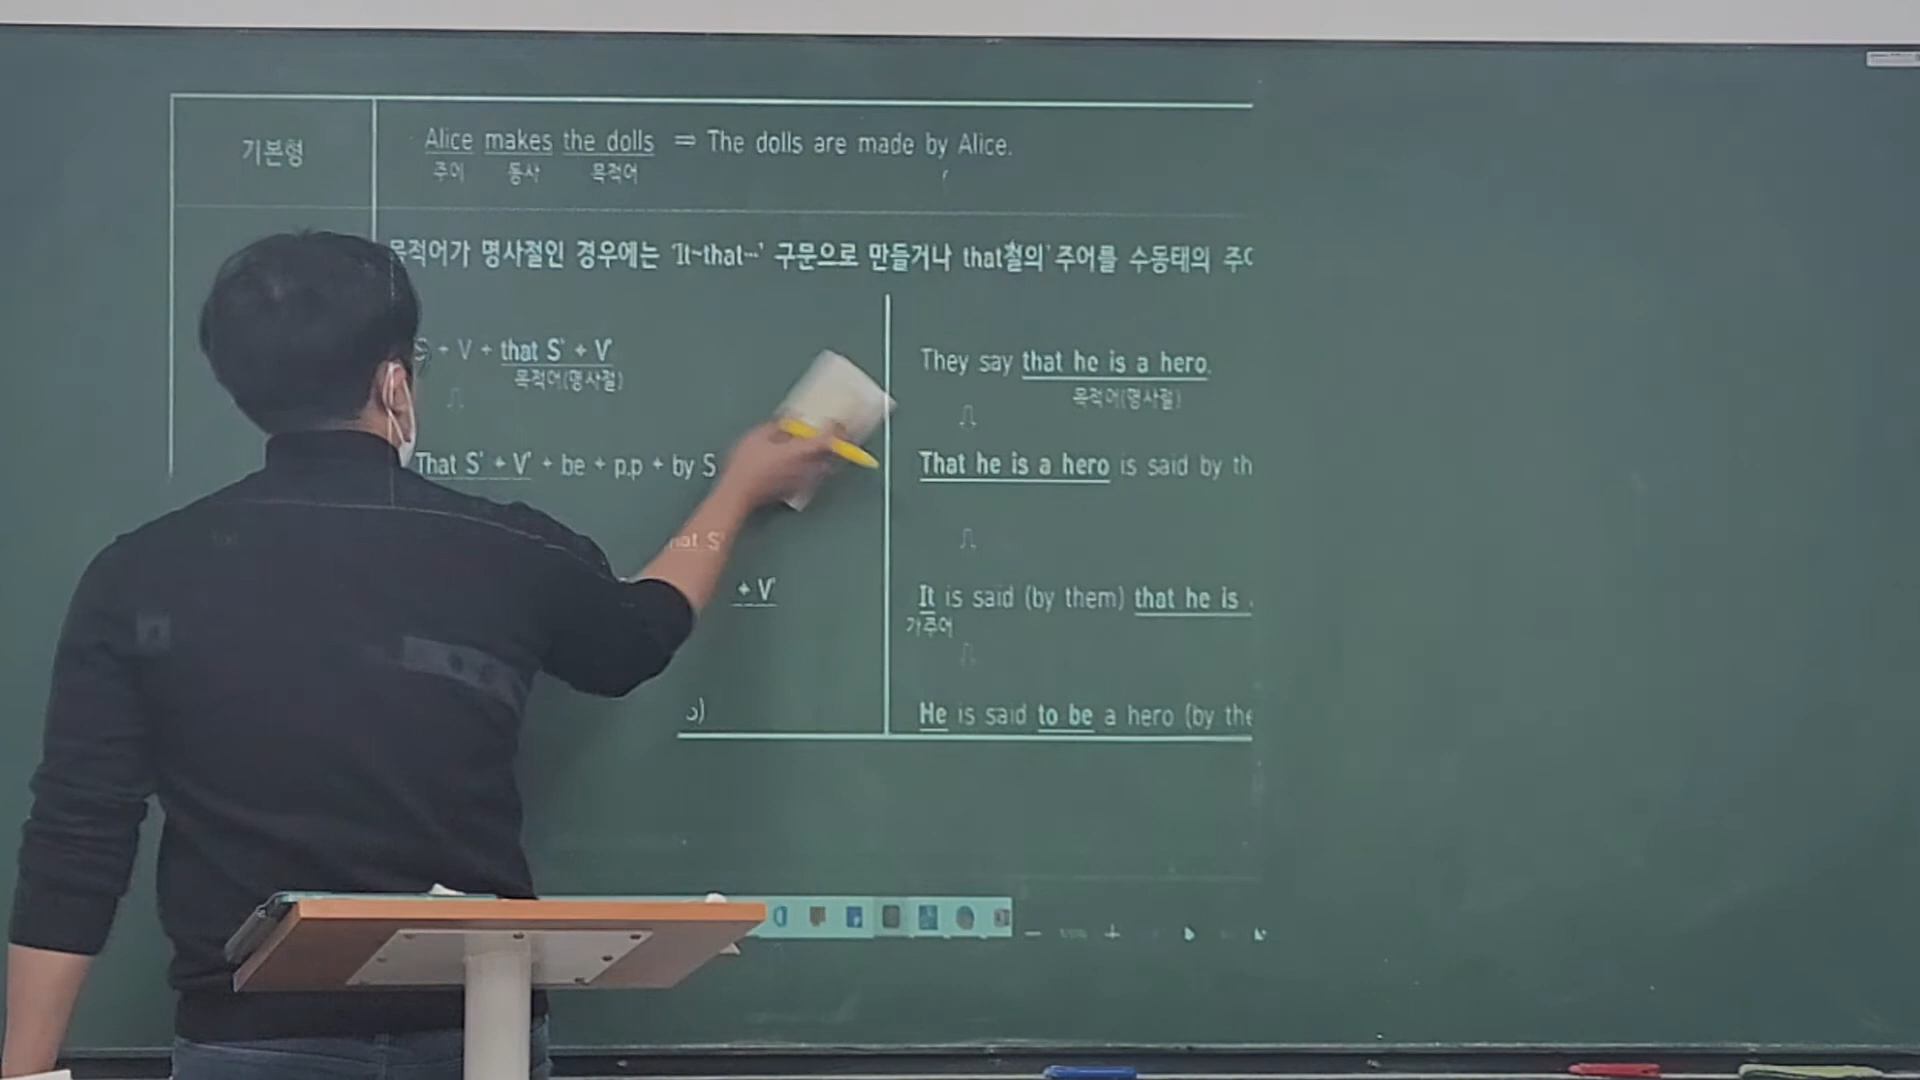 기본형
Alice makes the dolls ⇒ The dolls are made by Alice.
주어 동사 목적어
목적어가 명사절인 경우에는 'It~that…' 구문으로 만들거나 that절의 주어를 수동태의
S + V + that S' + V'
목적어(명사절)
That S' + V' + be + p.p + by S
hat S'
+ V'
They say that he is a hero.
목적어(명사절)
That he is a hero is said by th
It is said (by them) that he is
가주어
He is said to be a hero (by the